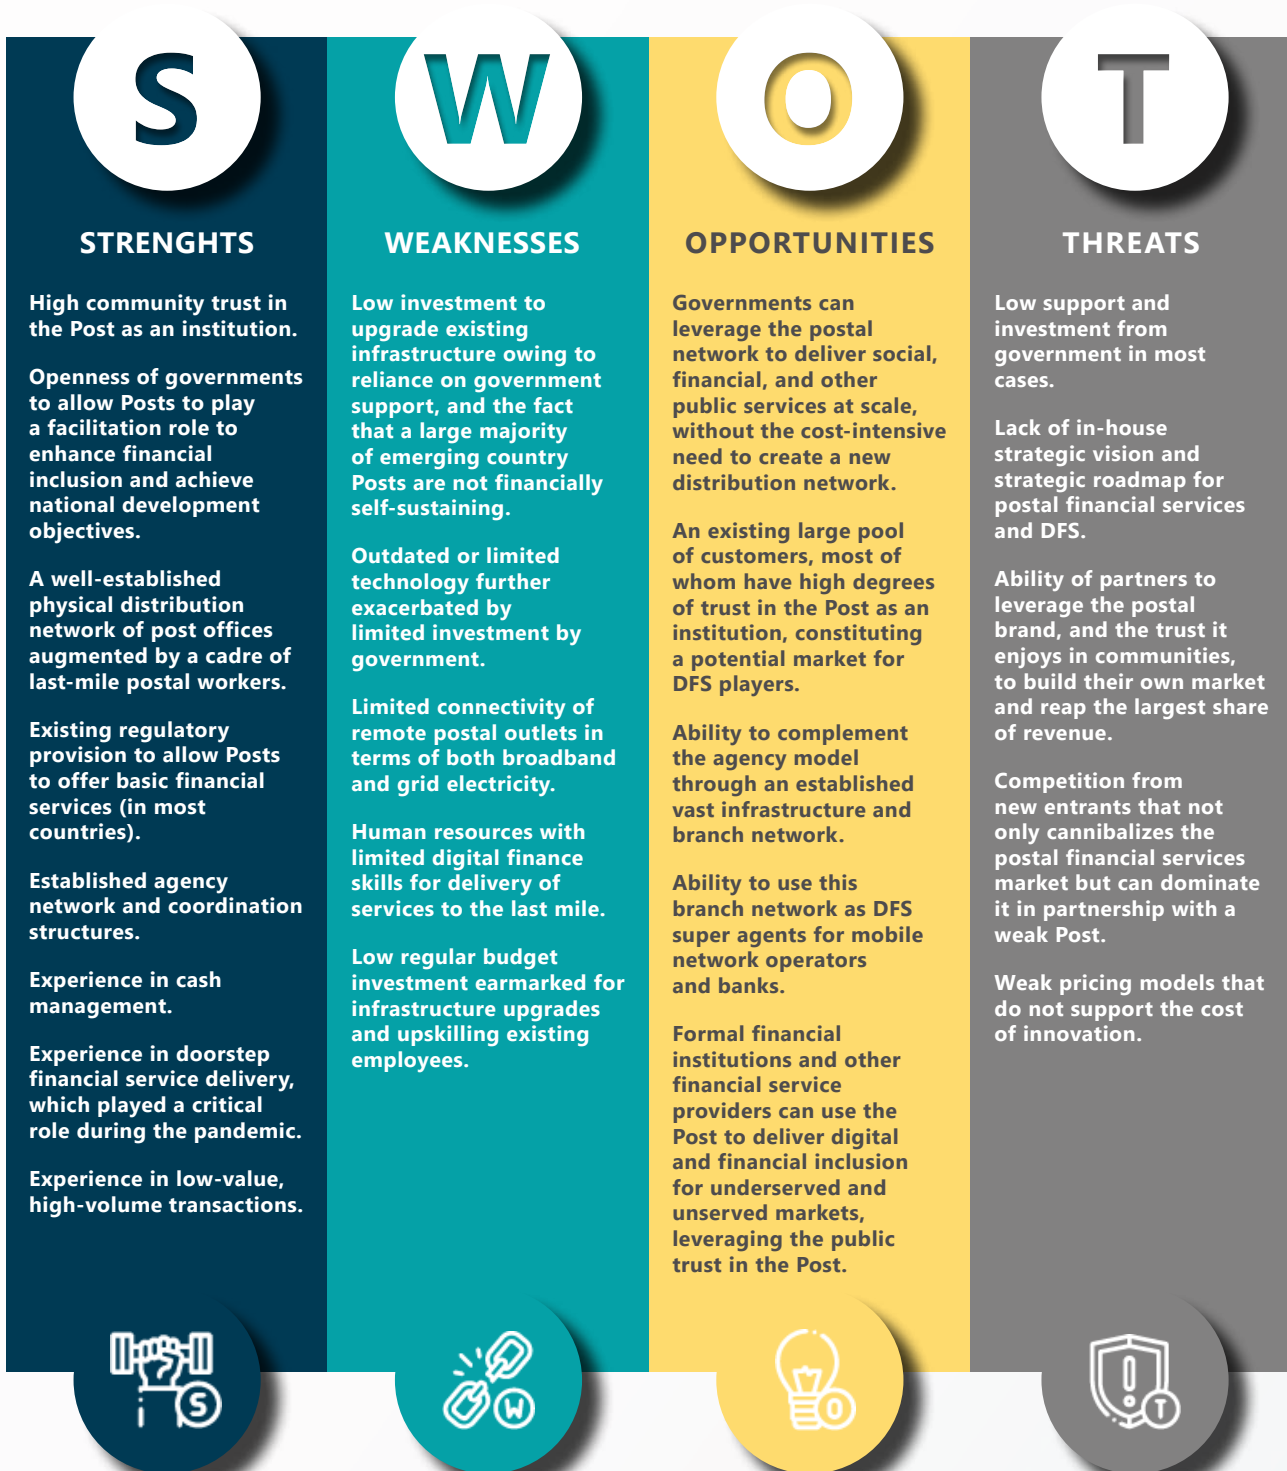 S
STRENGHTS
High community trust in
the Post as an institution.
Openness of governments
to allow Posts to play
a facilitation role to
enhance financial
inclusion and achieve
national development
objectives.
A well-established
physical distribution
network of post offices
augmented by a cadre of
last-mile postal workers.
Existing regulatory
provision to allow Posts
to offer basic financial
services (in most
countries).
Established agency
network and coordination
structures.
Experience in cash
management.
Experience in doorstep
financial service delivery,
which played a critical
role during the pandemic.
Experience in low-value,
high-volume transactions.
S
W
WEAKNESSES
Low investment to
upgrade existing
infrastructure owing to
reliance on government
support, and the fact
that a large majority
of emerging country
Posts are not financially
self-sustaining.
Outdated or limited
technology further
exacerbated by
limited investment by
government.
Limited connectivity of
remote postal outlets in
terms of both broadband
and grid electricity.
Human resources with
limited digital finance
skills for delivery of
services to the last mile.
Low regular budget
investment earmarked for
infrastructure upgrades
and upskilling existing
employees.
W
O
OPPORTUNITIES
Governments can
leverage the postal
network to deliver social,
financial, and other
public services at scale,
without the cost-intensive
need to create a new
distribution network.
An existing large pool
of customers, most of
whom have high degrees
of trust in the Post as an
institution, constituting
a potential market for
DFS players.
Ability to complement
the agency model
through an established
vast infrastructure and
branch network.
Ability to use this
branch network as DFS
super agents for mobile
network operators
and banks.
Formal financial
institutions and other
financial service
providers can use the
Post to deliver digital
and financial inclusion
for underserved and
unserved markets,
leveraging the public
trust in the Post.
O
T
THREATS
Low support and
investment from
government in most
cases.
Lack of in-house
strategic vision and
strategic roadmap for
postal financial services
and DFS.
Ability of partners to
leverage the postal
brand, and the trust it
enjoys in communities,
to build their own market
and reap the largest share
of revenue.
Competition from
new entrants that not
only cannibalizes the
postal financial services
market but can dominate
it in partnership with a
weak Post.
Weak pricing models that
do not support the cost
of innovation.
T